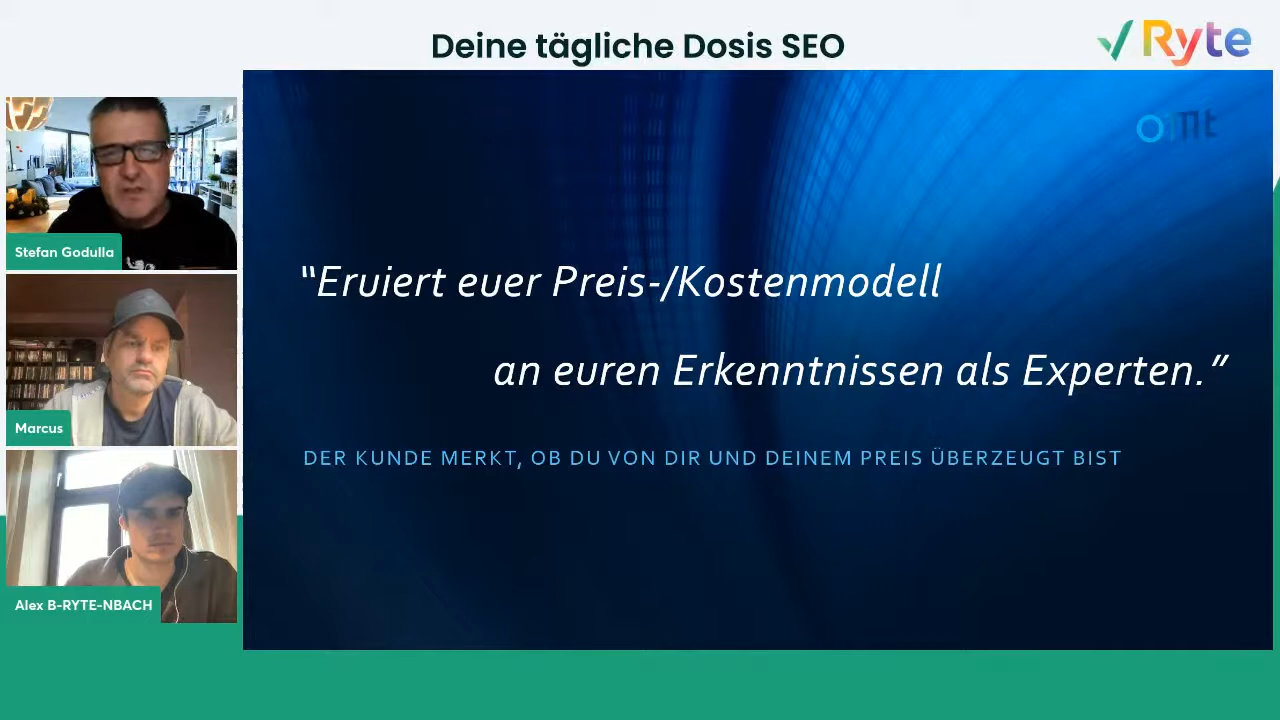 Deine tägliche Dosis SEO
Ryte
omt
Stefan Godulla
“Eruiert euer Preis-/Kostenmodell
an euren Erkenntnissen als Experten.”
Marcus
DER KUNDE MERKT, OB DU VON DIR UND DEINEM PREIS ÜBERZEUGT BIST
Alex B-RYTE-NBACH